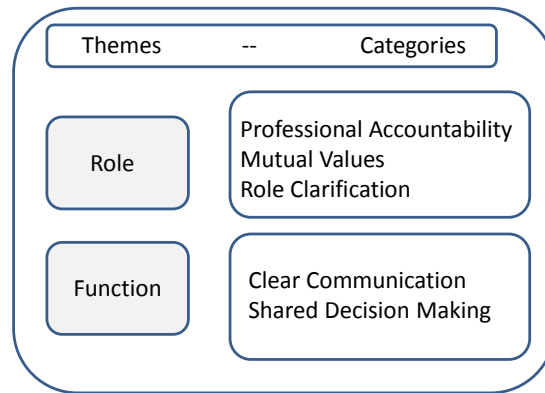 Themes -- Categories
Role
Professional Accountability
Mutual Values
Role Clarification
Function
Clear Communication
Shared Decision Making